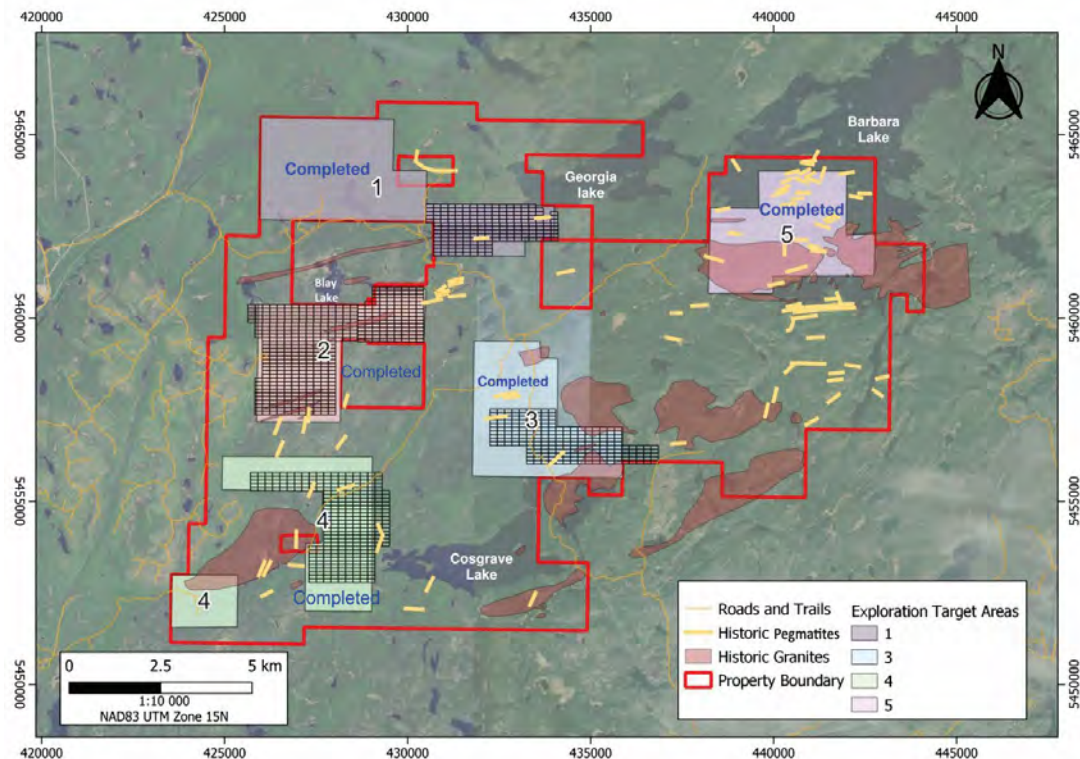 420000 425000 430000 435000 440000 445000
N
5465000 5465000
Barbara
Lake
Completed
1
Georgia
lake
Completed
5
Blay
Lake
5460000 5460000
2
Completed
Completed
3
5455000 5455000
4
Cosgrave
Lake
4
Completed
Roads and Trails
Historic Pegmatites
Historic Granites
Property Boundary
Exploration Target Areas
1
3
4
5
0 2.5 5 km
1:10 000
NAD83 UTM Zone 15N
5450000 5450000
420000 425000 430000 435000 440000 445000